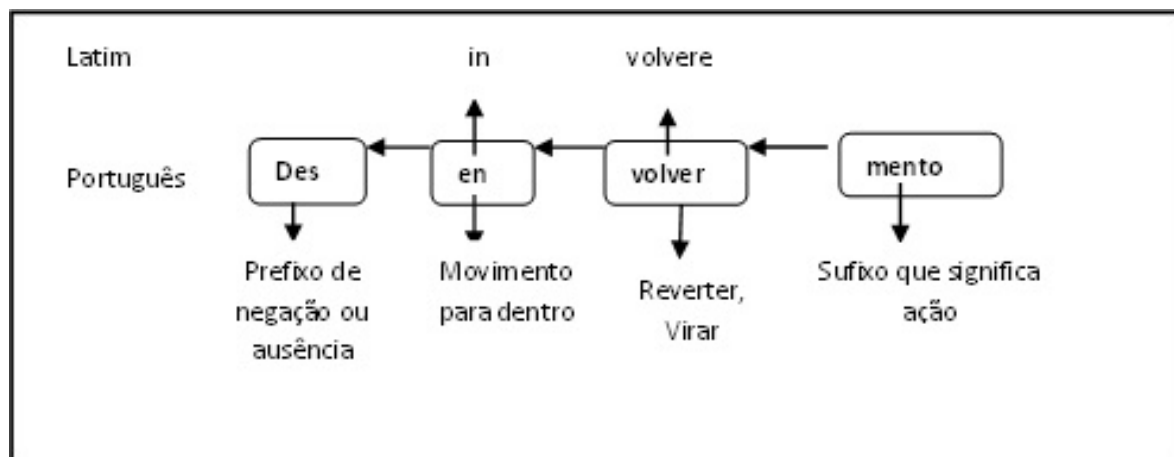 Latim in volvere
Português Des en volver mento
Prefixo de negação ou ausência
Movimento para dentro
Reverter, Virar
Sufixo que significa ação